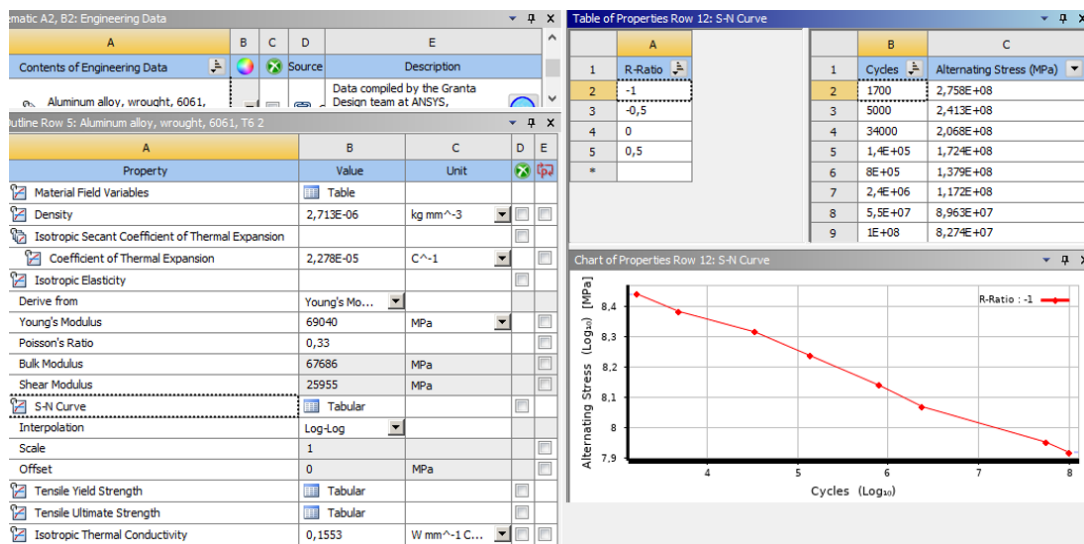 ematic A2, B2: Engineering Data
A B C D E
Contents of Engineering Data Source Description
Aluminum alloy, wrought, 6061, Data compiled by the Granta
Design team at ANSYS,
Outline Row 5: Aluminum alloy, wrought, 6061, T6 2
A B C D E
Property Value Unit
Material Field Variables Table
Density 2,713E-06 kg mm^-3
Isotropic Secant Coefficient of Thermal Expansion
Coefficient of Thermal Expansion 2,278E-05 C^-1
Isotropic Elasticity
Derive from Young's Mo...
Young's Modulus 69040 MPa
Poisson's Ratio 0,33
Bulk Modulus 67686 MPa
Shear Modulus 25955 MPa
S-N Curve Tabular
Interpolation Log-Log
Scale 1
Offset 0 MPa
Tensile Yield Strength Tabular
Tensile Ultimate Strength Tabular
Isotropic Thermal Conductivity 0,1553 W mm^-1 C...
Table of Properties Row 12: S-N Curve
A
1 R-Ratio
2 -1
3 -0,5
4 0
5 0,5
*
B C
1 Cycles Alternating Stress (MPa)
2 1700 2,758E+08
3 5000 2,413E+08
4 34000 2,068E+08
5 1,4E+05 1,724E+08
6 8E+05 1,379E+08
7 2,4E+06 1,172E+08
8 5,5E+07 8,963E+07
9 1E+08 8,274E+07
Chart of Properties Row 12: S-N Curve
R-Ratio : -1
Alternating Stress (Log₁₀) [MPa]
8,4
8,3
8,2
8,1
8
7,9
4 5 6 7 8
Cycles (Log₁₀)